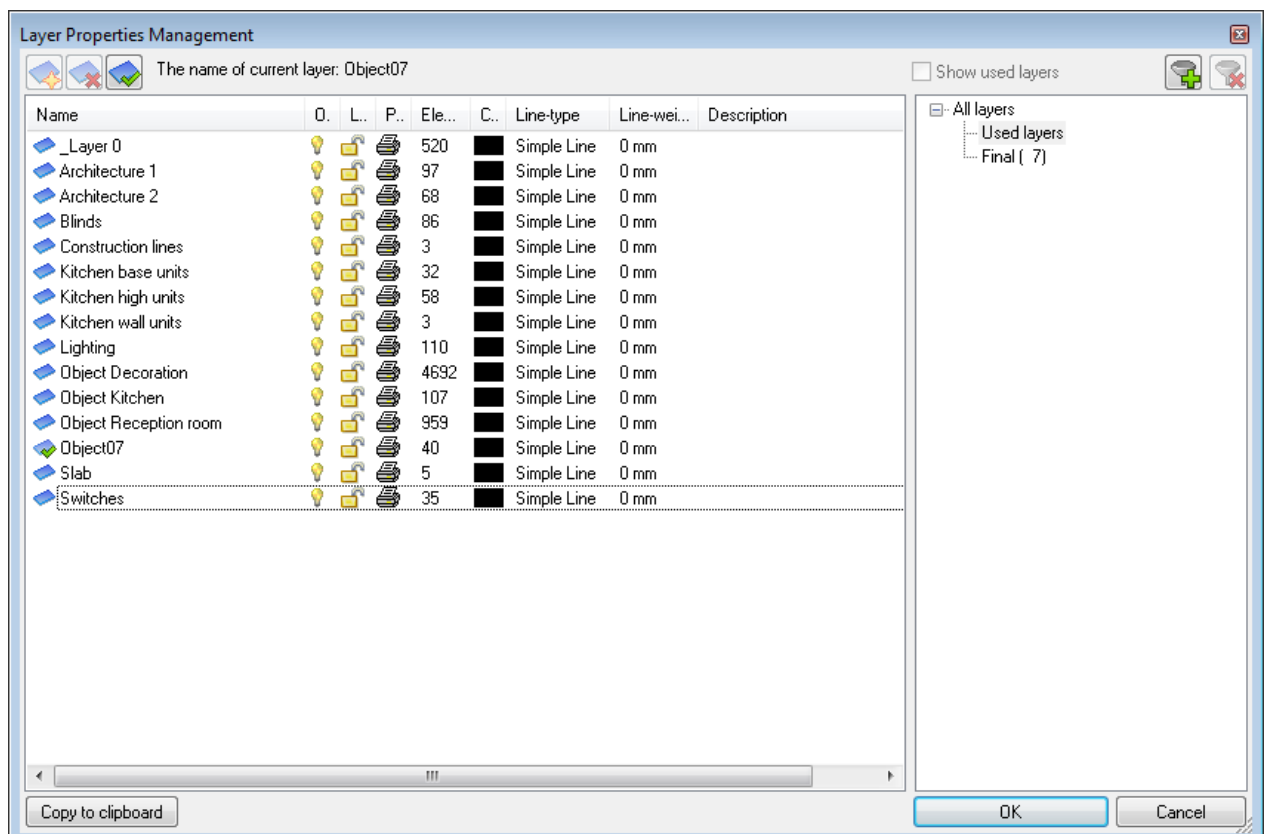 Layer Properties Management
The name of current layer: Object07
Show used layers
Name O. L.. P.. Ele... C.. Line-type Line-wei... Description
_Layer 0 520 Simple Line 0 mm
Architecture 1 97 Simple Line 0 mm
Architecture 2 68 Simple Line 0 mm
Blinds 86 Simple Line 0 mm
Construction lines 3 Simple Line 0 mm
Kitchen base units 32 Simple Line 0 mm
Kitchen high units 58 Simple Line 0 mm
Kitchen wall units 3 Simple Line 0 mm
Lighting 110 Simple Line 0 mm
Object Decoration 4692 Simple Line 0 mm
Object Kitchen 107 Simple Line 0 mm
Object Reception room 959 Simple Line 0 mm
Object07 40 Simple Line 0 mm
Slab 5 Simple Line 0 mm
Switches 35 Simple Line 0 mm
All layers
Used layers
Final ( 7)
Copy to clipboard
OK
Cancel